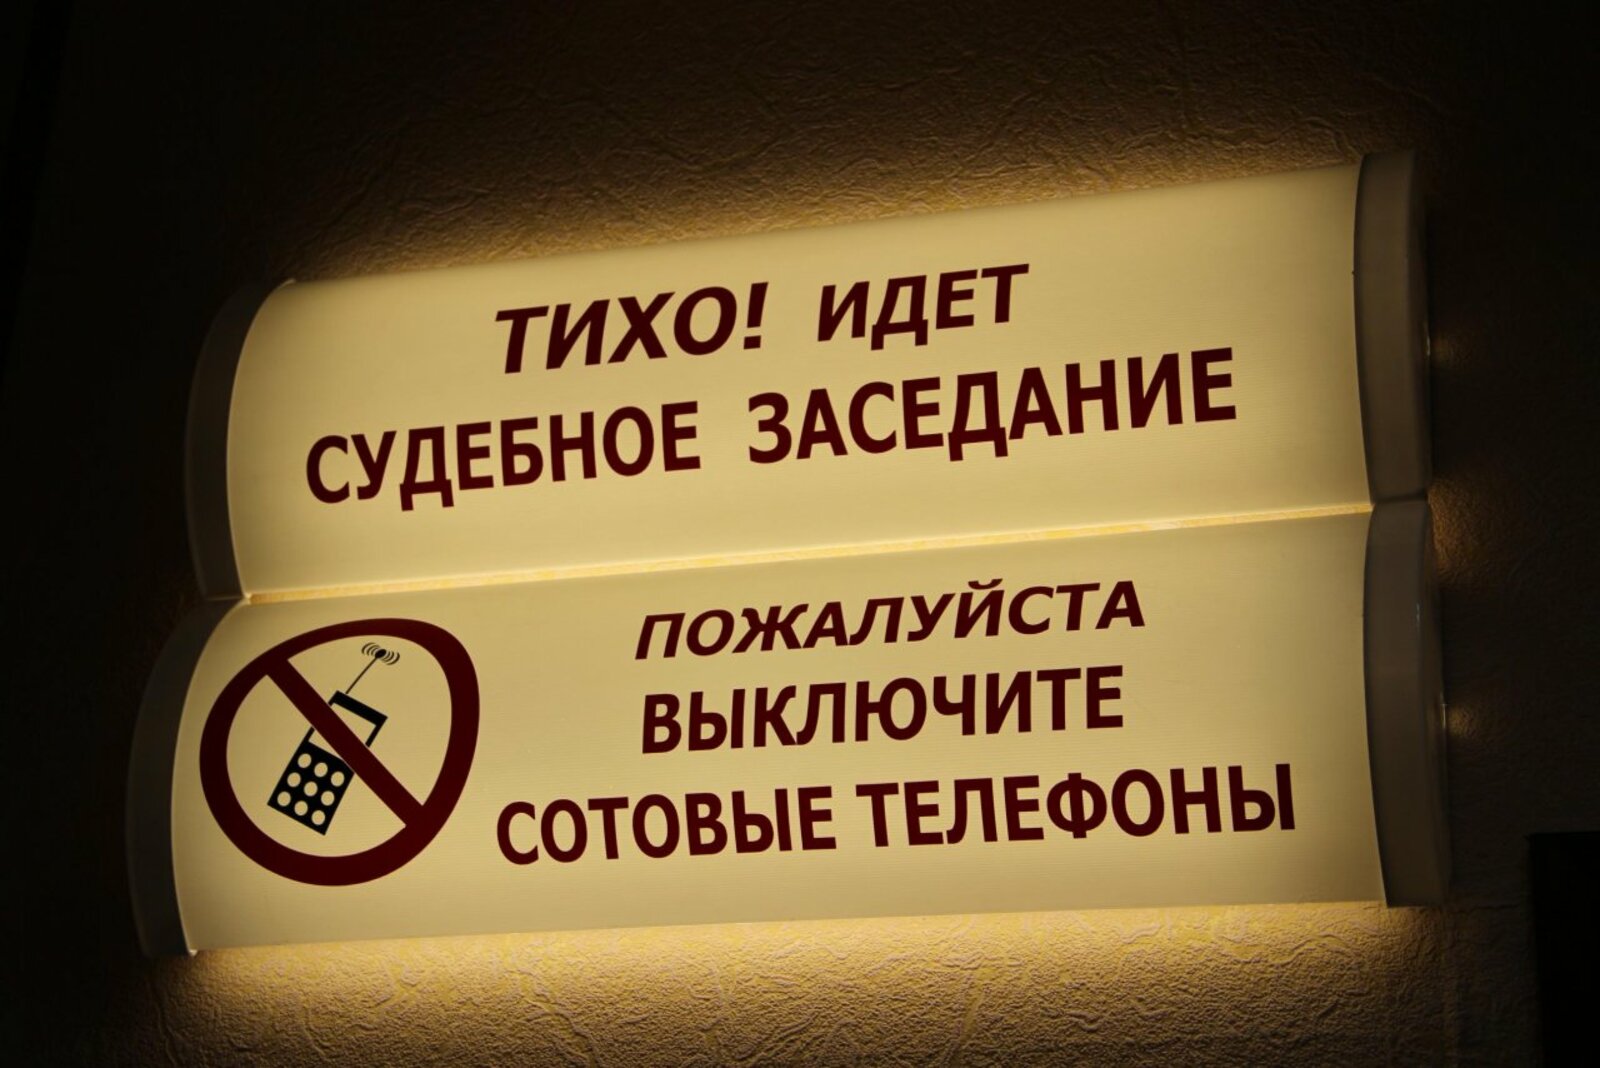 ТИХО! ИДЕТ
СУДЕБНОЕ ЗАСЕДАНИЕ
ПОЖАЛУЙСТА
ВЫКЛЮЧИТЕ
СОТОВЫЕ ТЕЛЕФОНЫ